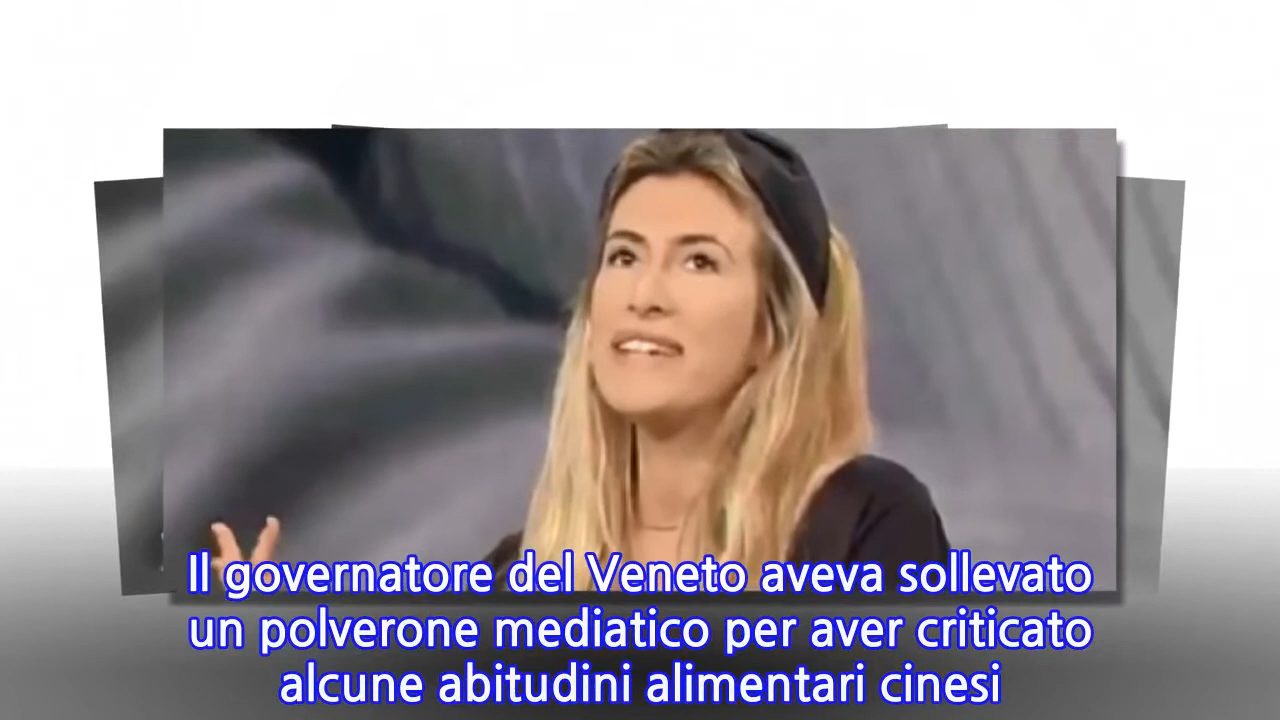 Il governatore del Veneto aveva sollevato
un polverone mediatico per aver criticato
alcune abitudini alimentari cinesi